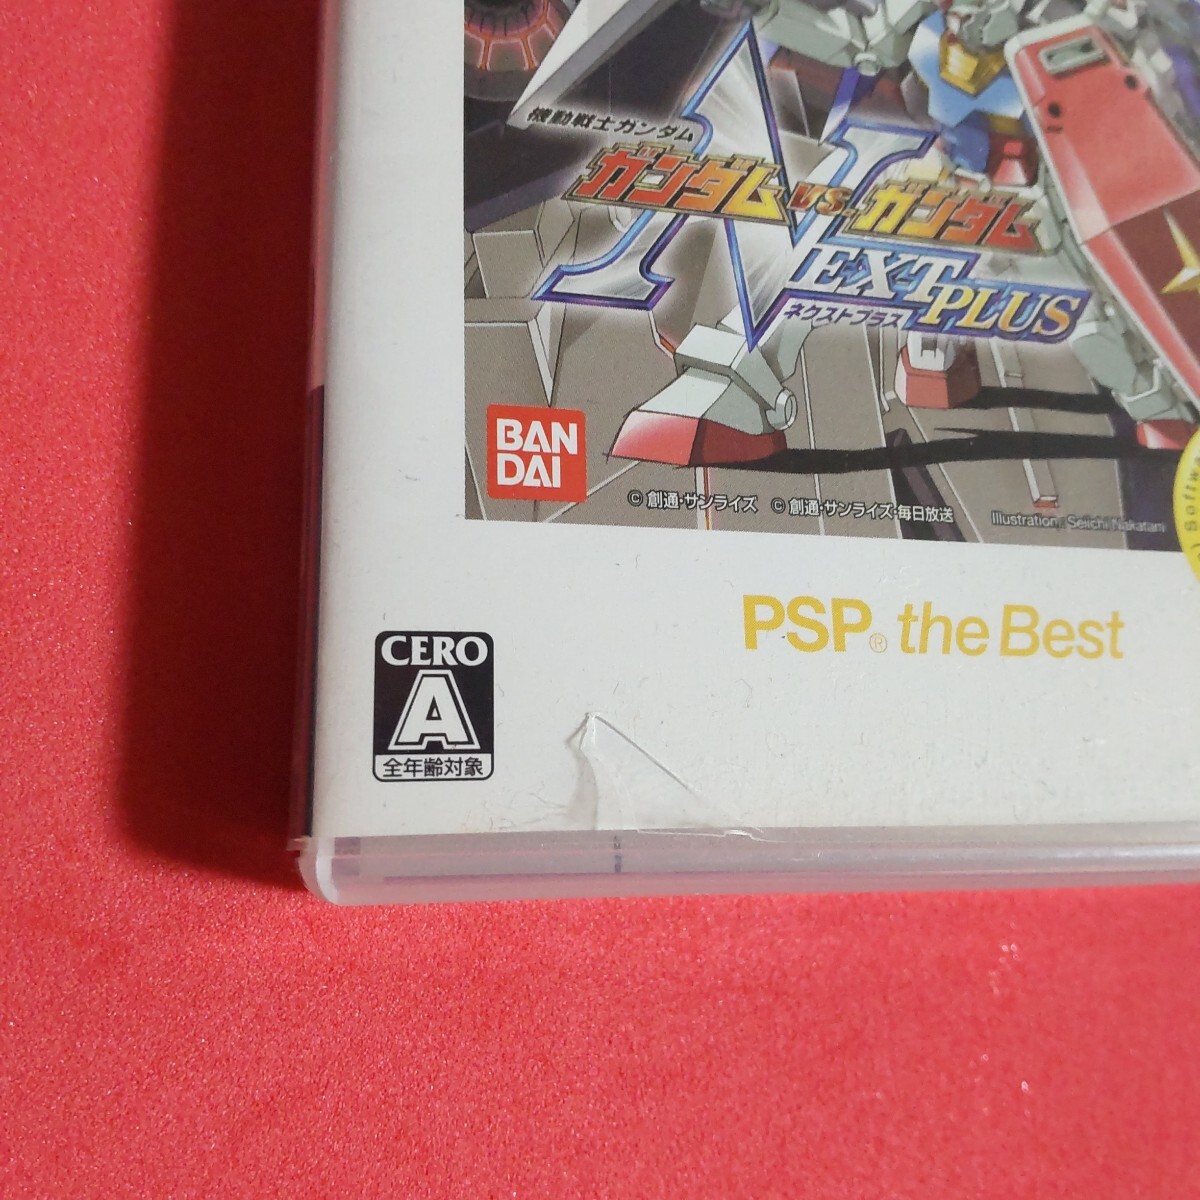 機動戦士ガンダム
ガンダム VS. ガンダム
NEXT PLUS
ネクストプラス
BAN
DAI
© 創通・サンライズ © 創通・サンライズ・毎日放送 Illustration: Seiichi Nakatani
PSP® the Best
CERO
A
全年齢対象